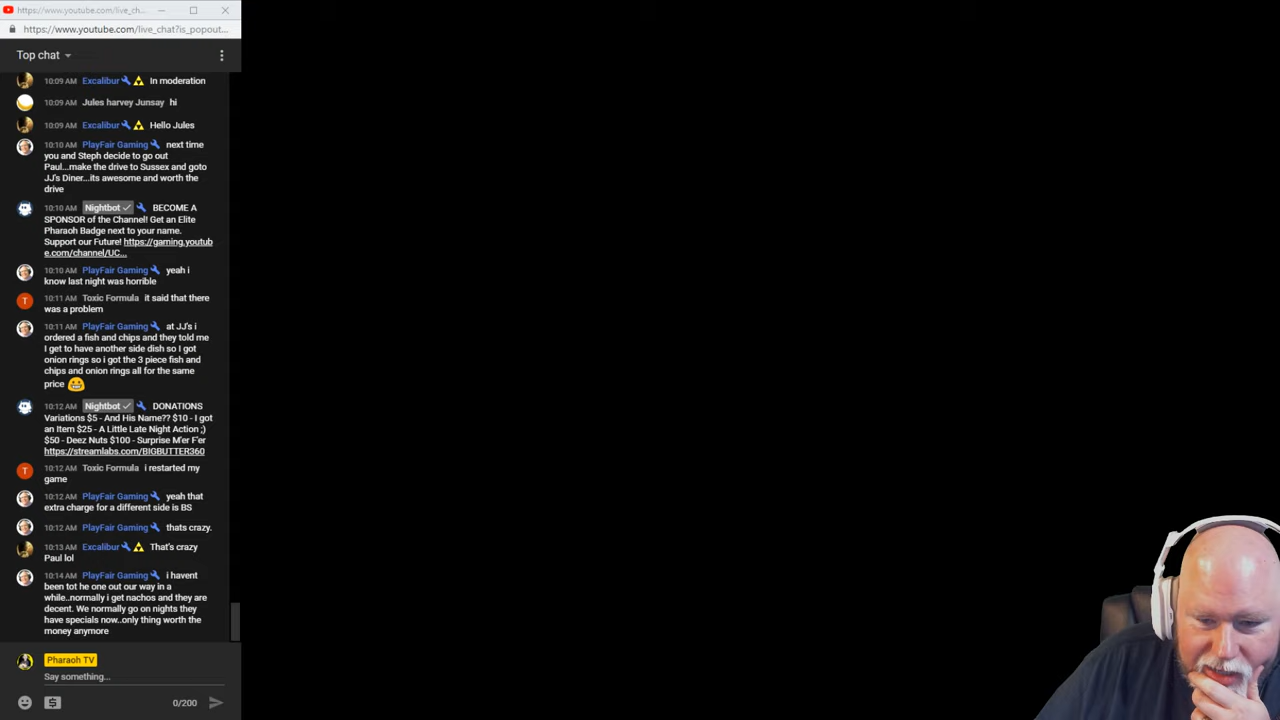 https://www.youtube.com/live_ch...
https://www.youtube.com/live_chat?is_popout...
Top chat
10:09 AM Excalibur In moderation
10:09 AM Jules harvey Junsay hi
10:09 AM Excalibur Hello Jules
10:10 AM PlayFair Gaming next time
you and Steph decide to go out
Paul...make the drive to Sussex and goto
JJ's Diner...its awesome and worth the
drive
10:10 AM Nightbot BECOME A
SPONSOR of the Channel! Get an Elite
Pharaoh Badge next to your name.
Support our Future! https://gaming.youtub
e.com/channel/UC...
10:10 AM PlayFair Gaming yeah i
know last night was horrible
10:11 AM Toxic Formula it said that there
was a problem
10:11 AM PlayFair Gaming at JJ's i
ordered a fish and chips and they told me
I get to have another side dish so I got
onion rings so i got the 3 piece fish and
chips and onion rings all for the same
price
10:12 AM Nightbot DONATIONS
Variations $5 - And His Name?? $10 - I got
an Item $25 - A Little Late Night Action ;)
$50 - Deez Nuts $100 - Surprise M'er F'er
https://streamlabs.com/BIGBUTTER360
10:12 AM Toxic Formula i restarted my
game
10:12 AM PlayFair Gaming yeah that
extra charge for a different side is BS
10:12 AM PlayFair Gaming thats crazy.
10:13 AM Excalibur That's crazy
Paul lol
10:14 AM PlayFair Gaming i havent
been tot he one out our way in a
while..normally i get nachos and they are
decent. We normally go on nights they
have specials now..only thing worth the
money anymore
Pharaoh TV
Say something...
0/200